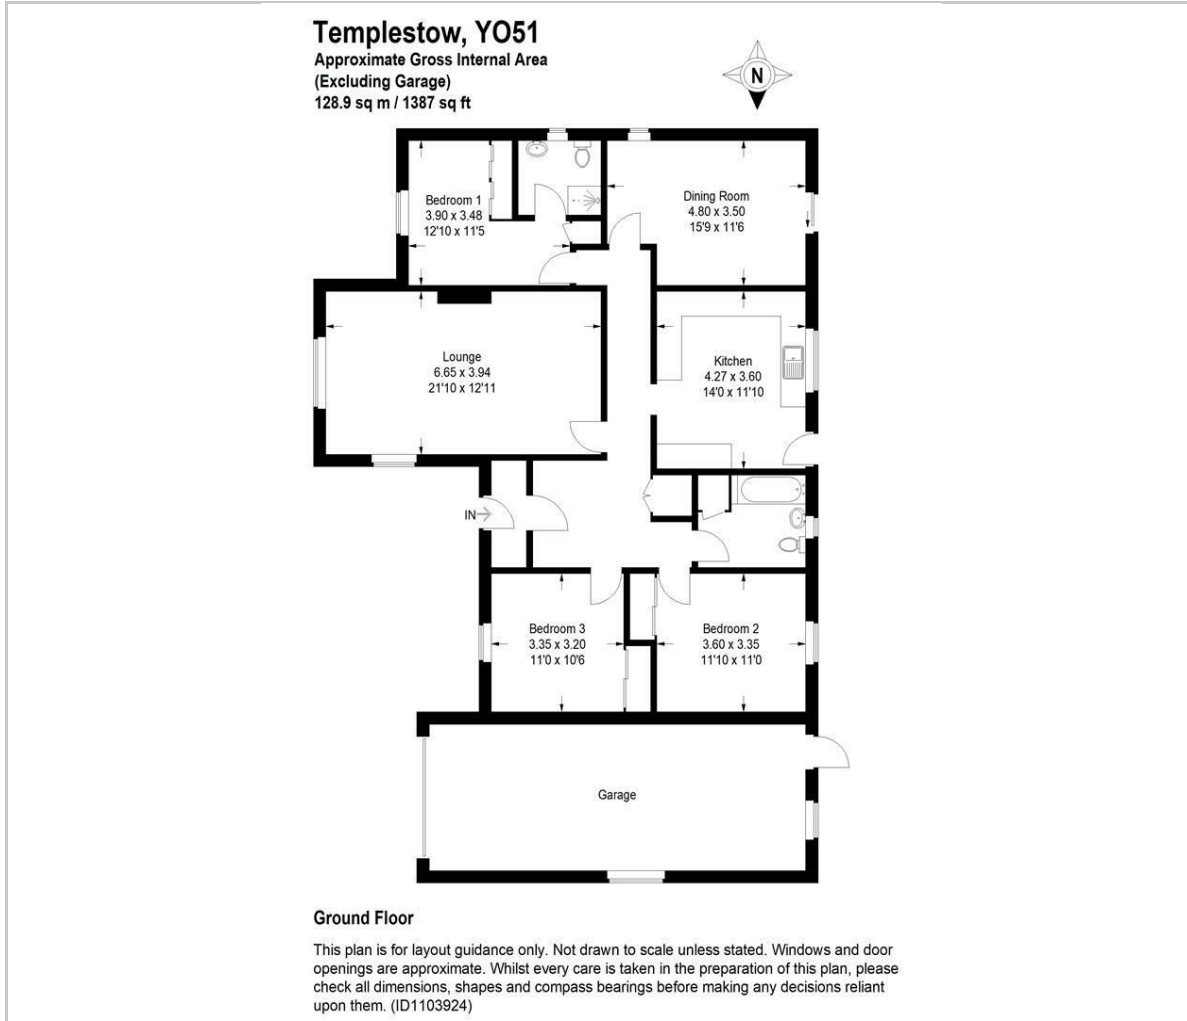 Templestow, YO51
Approximate Gross Internal Area
(Excluding Garage)
128.9 sq m / 1387 sq ft
N
Bedroom 1
3.90 x 3.48
12'10 x 11'5
Dining Room
4.80 x 3.50
15'9 x 11'6
Lounge
6.65 x 3.94
21'10 x 12'11
Kitchen
4.27 x 3.60
14'0 x 11'10
IN
Bedroom 3
3.35 x 3.20
11'0 x 10'6
Bedroom 2
3.60 x 3.35
11'10 x 11'0
Garage
Ground Floor
This plan is for layout guidance only. Not drawn to scale unless stated. Windows and door
openings are approximate. Whilst every care is taken in the preparation of this plan, please
check all dimensions, shapes and compass bearings before making any decisions reliant
upon them. (ID1103924)